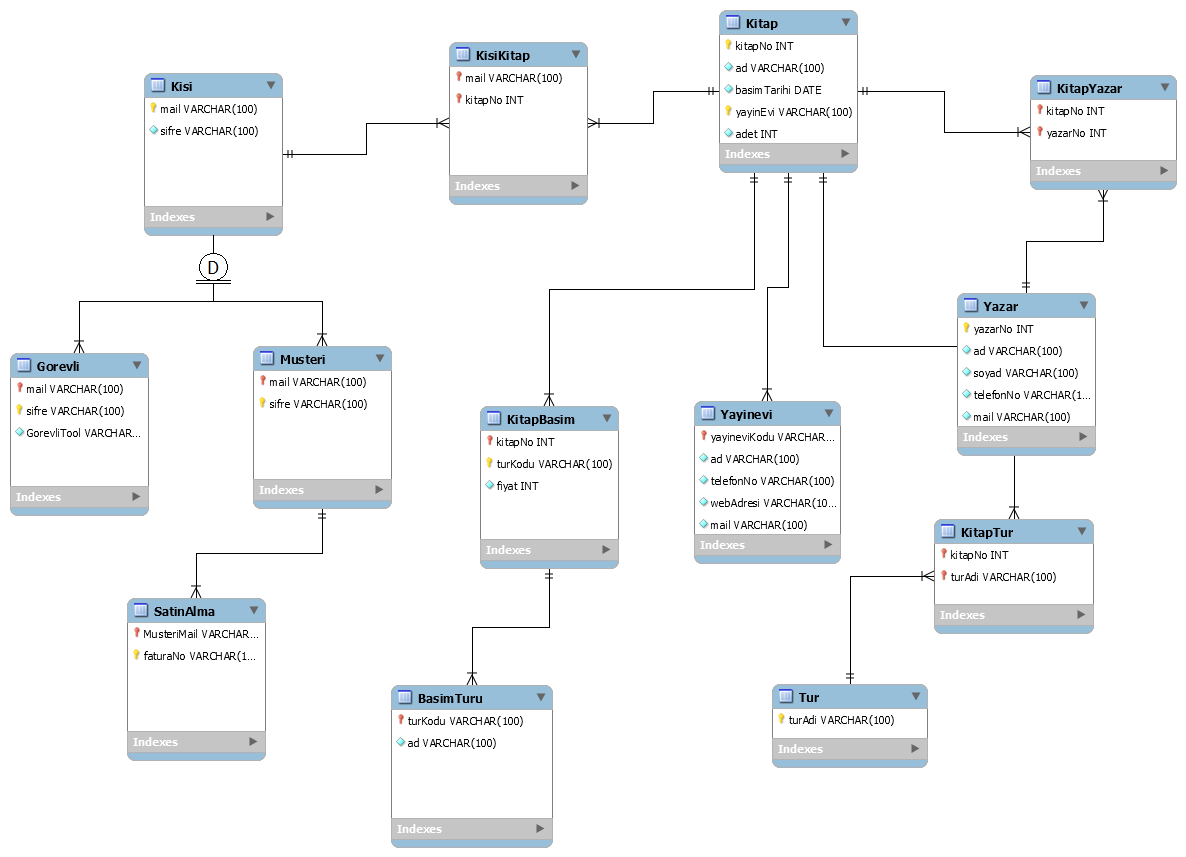 Kitap
kitapNo INT
ad VARCHAR(100)
basimTarihi DATE
yayinEvi VARCHAR(100)
adet INT
Indexes
KisiKitap
mail VARCHAR(100)
kitapNo INT
Indexes
Kisi
mail VARCHAR(100)
sifre VARCHAR(100)
Indexes
KitapYazar
kitapNo INT
yazarNo INT
Indexes
D
Yazar
yazarNo INT
ad VARCHAR(100)
soyad VARCHAR(100)
telefonNo VARCHAR(1...
mail VARCHAR(100)
Indexes
Gorevli
mail VARCHAR(100)
sifre VARCHAR(100)
GorevliTool VARCHAR...
Indexes
Musteri
mail VARCHAR(100)
sifre VARCHAR(100)
Indexes
KitapBasim
kitapNo INT
turKodu VARCHAR(100)
fiyat INT
Indexes
Yayinevi
yayineviKodu VARCHAR...
ad VARCHAR(100)
telefonNo VARCHAR(100)
webAdresi VARCHAR(10...
mail VARCHAR(100)
Indexes
KitapTur
kitapNo INT
turAdi VARCHAR(100)
Indexes
SatinAlma
MusteriMail VARCHAR...
faturaNo VARCHAR(1...
Indexes
BasimTuru
turKodu VARCHAR(100)
ad VARCHAR(100)
Indexes
Tur
turAdi VARCHAR(100)
Indexes